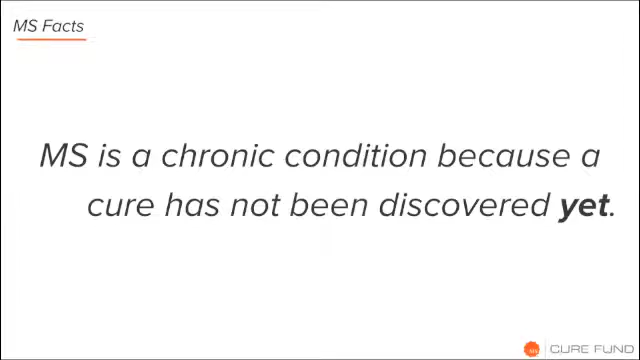 MS Facts
MS is a chronic condition because a
cure has not been discovered yet.
CURE FUND